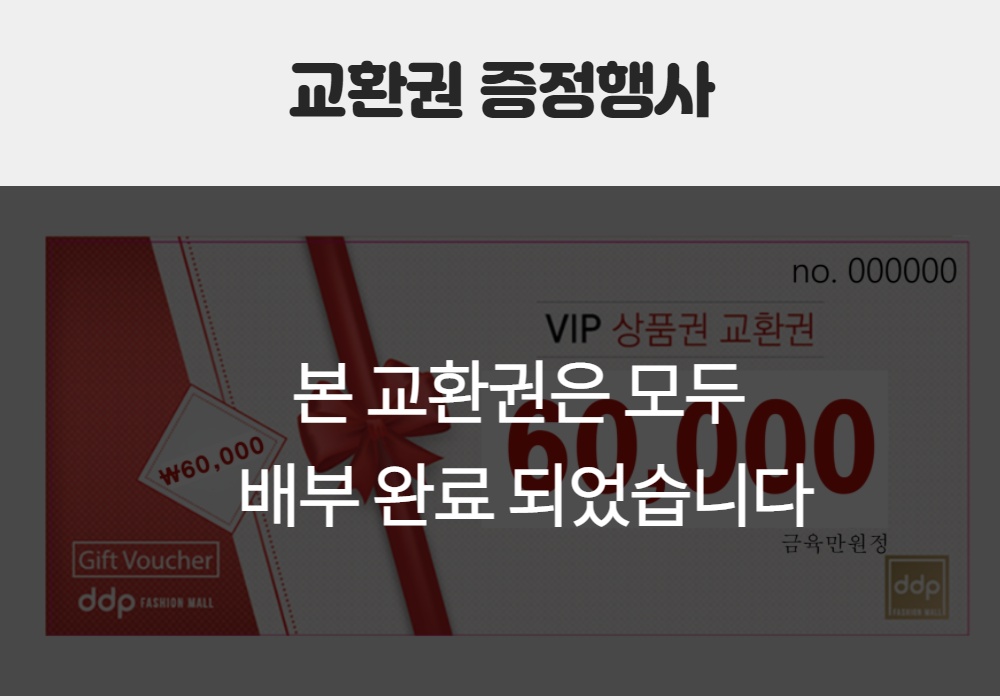 교환권 증정행사
no. 000000
VIP 상품권 교환권
본 교환권은 모두
60,000
₩60,000
배부 완료 되었습니다
금육만원정
Gift Voucher
ddp FASHION MALL
ddp
FASHION MALL